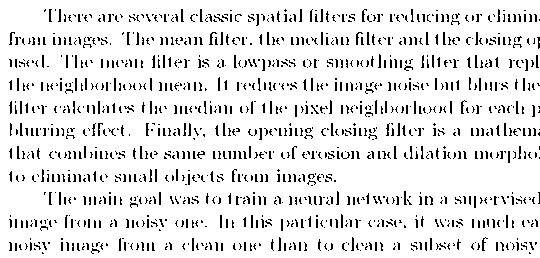 There are several classic spatial filters for reducing or elimin
from images. The mean filter, the median filter and the closing op
used. The mean filter is a lowpass or smoothing filter that repl
the neighborhood mean. It reduces the image noise but blurs the
filter calculates the median of the pixel neighborhood for each p
blurring effect. Finally, the opening closing filter is a mathema
that combines the same number of erosion and dilation morpho
to eliminate small objects from images.
The main goal was to train a neural network in a supervised
image from a noisy one. In this particular case, it was much ea
noisy image from a clean one than to clean a subset of noisy